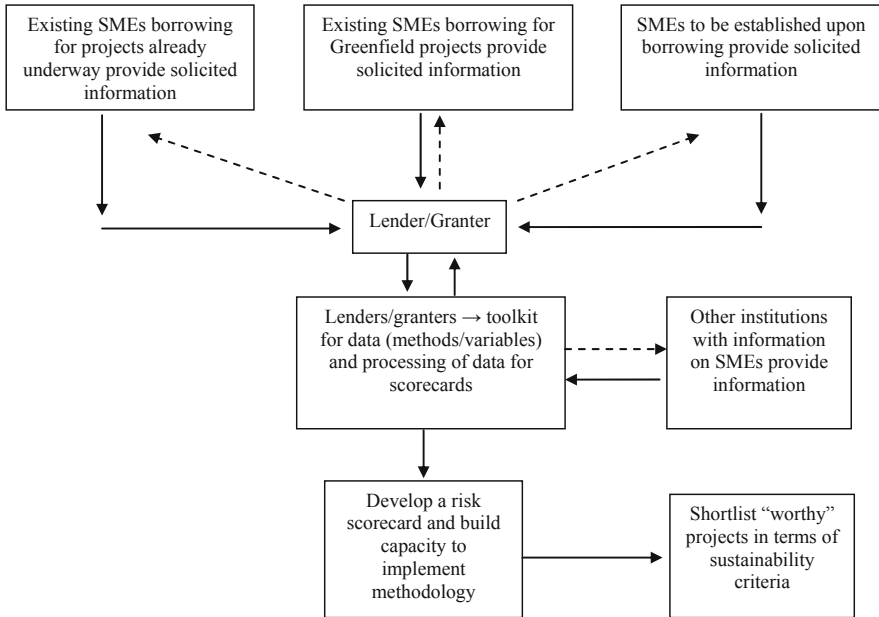 Existing SMEs borrowing
for projects already
underway provide solicited
information
Existing SMEs borrowing for
Greenfield projects provide
solicited information
SMEs to be established upon
borrowing provide solicited
information
Lender/Granter
Lenders/granters → toolkit
for data (methods/variables)
and processing of data for
scorecards
Other institutions
with information
on SMEs provide
information
Develop a risk
scorecard and build
capacity to
implement
methodology
Shortlist “worthy”
projects in terms of
sustainability
criteria